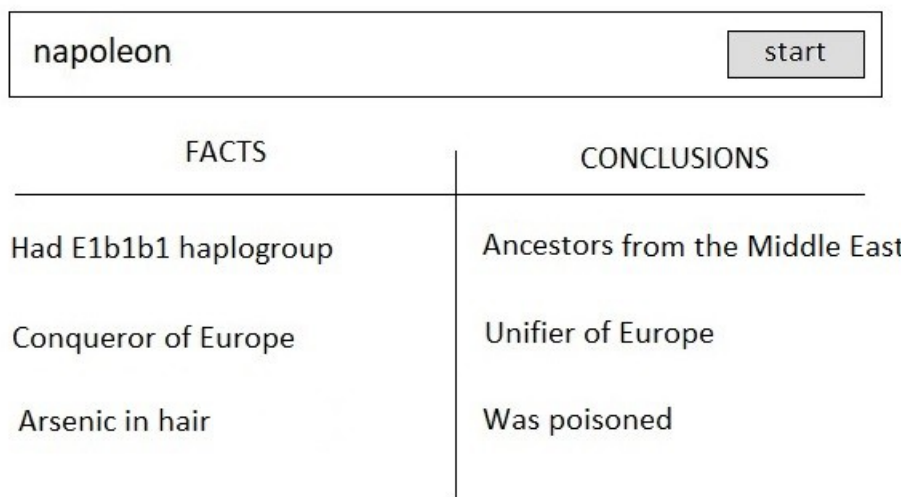 napoleon start
FACTS CONCLUSIONS
Had E1b1b1 haplogroup Ancestors from the Middle East
Conqueror of Europe Unifier of Europe
Arsenic in hair Was poisoned